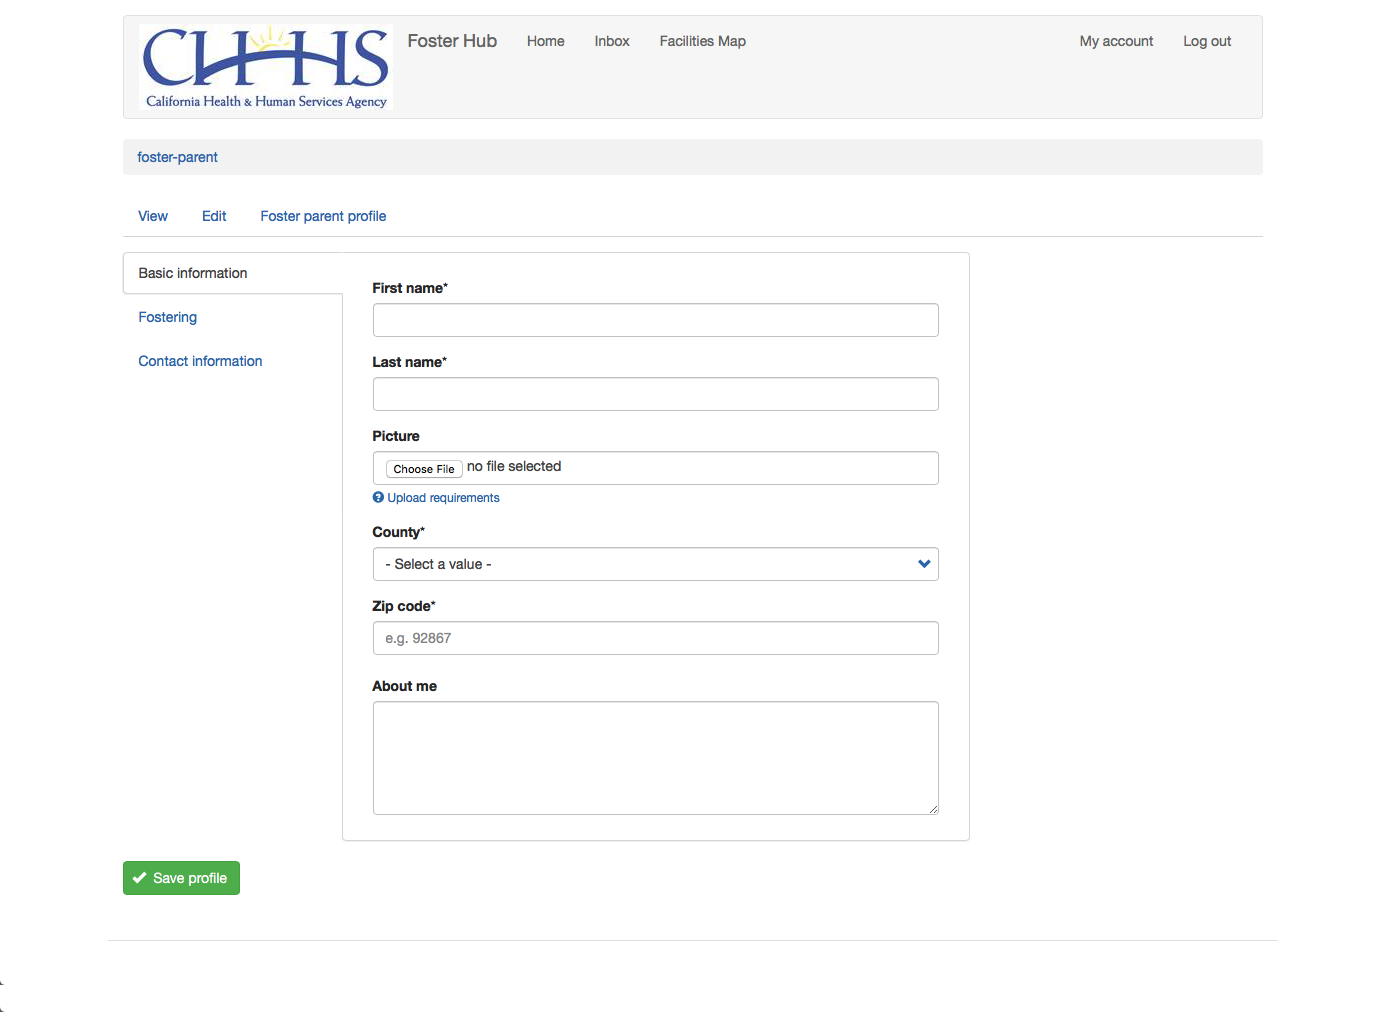 CHHS
California Health & Human Services Agency
Foster Hub Home Inbox Facilities Map My account Log out
foster-parent
View Edit Foster parent profile
Basic information
Fostering
Contact information
First name*
Last name*
Picture
Choose File no file selected
Upload requirements
County*
- Select a value -
Zip code*
e.g. 92867
About me
Save profile